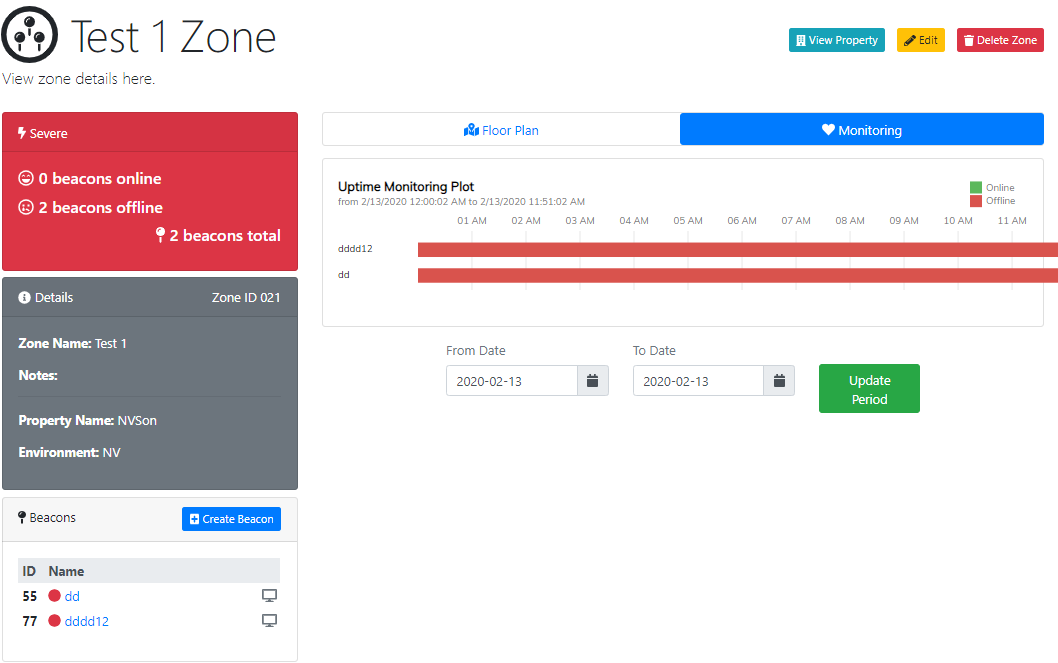 Test 1 Zone
View Property
Edit
Delete Zone
View zone details here.
Severe
0 beacons online
2 beacons offline
2 beacons total
Details
Zone ID 021
Zone Name: Test 1
Notes:
Property Name: NVSon
Environment: NV
Beacons
Create Beacon
ID Name
55 dd
77 dddd12
Floor Plan
Monitoring
Uptime Monitoring Plot
from 2/13/2020 12:00:02 AM to 2/13/2020 11:51:02 AM
Online
Offline
01 AM 02 AM 03 AM 04 AM 05 AM 06 AM 07 AM 08 AM 09 AM 10 AM 11 AM
dddd12
dd
From Date
To Date
2020-02-13
2020-02-13
Update
Period